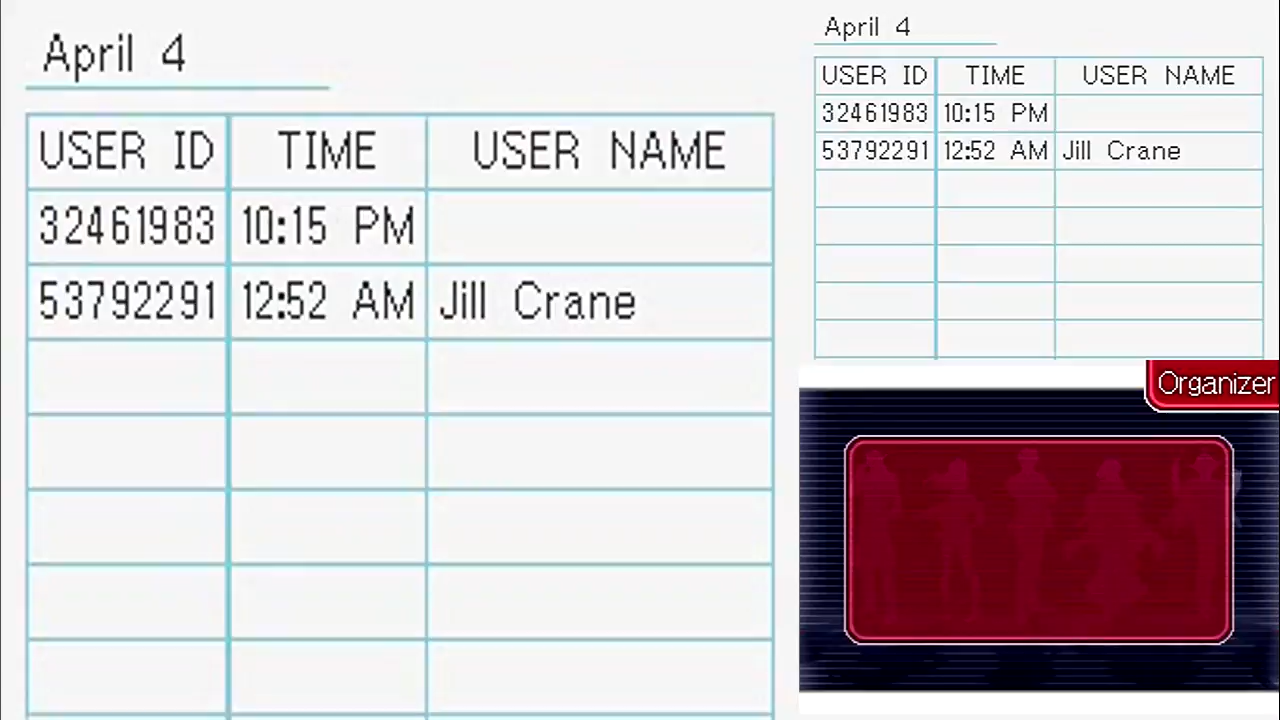 April 4
USER ID TIME USER NAME
32461983 10:15 PM
53792291 12:52 AM Jill Crane
April 4
USER ID TIME USER NAME
32461983 10:15 PM
53792291 12:52 AM Jill Crane
Organizer